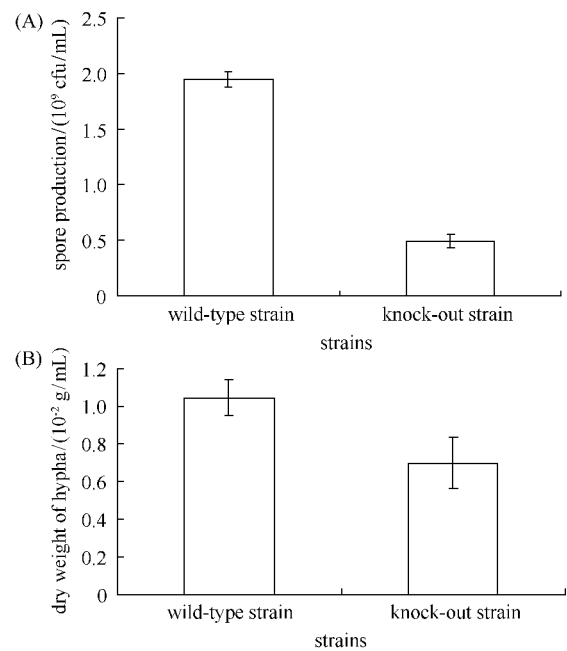 (A)
spore production/(10⁹ cfu/mL)
2.5
2.0
1.5
1.0
0.5
0
wild-type strain knock-out strain
strains
(B)
dry weight of hypha/(10⁻² g/mL)
1.2
1.0
0.8
0.6
0.4
0.2
0
wild-type strain knock-out strain
strains